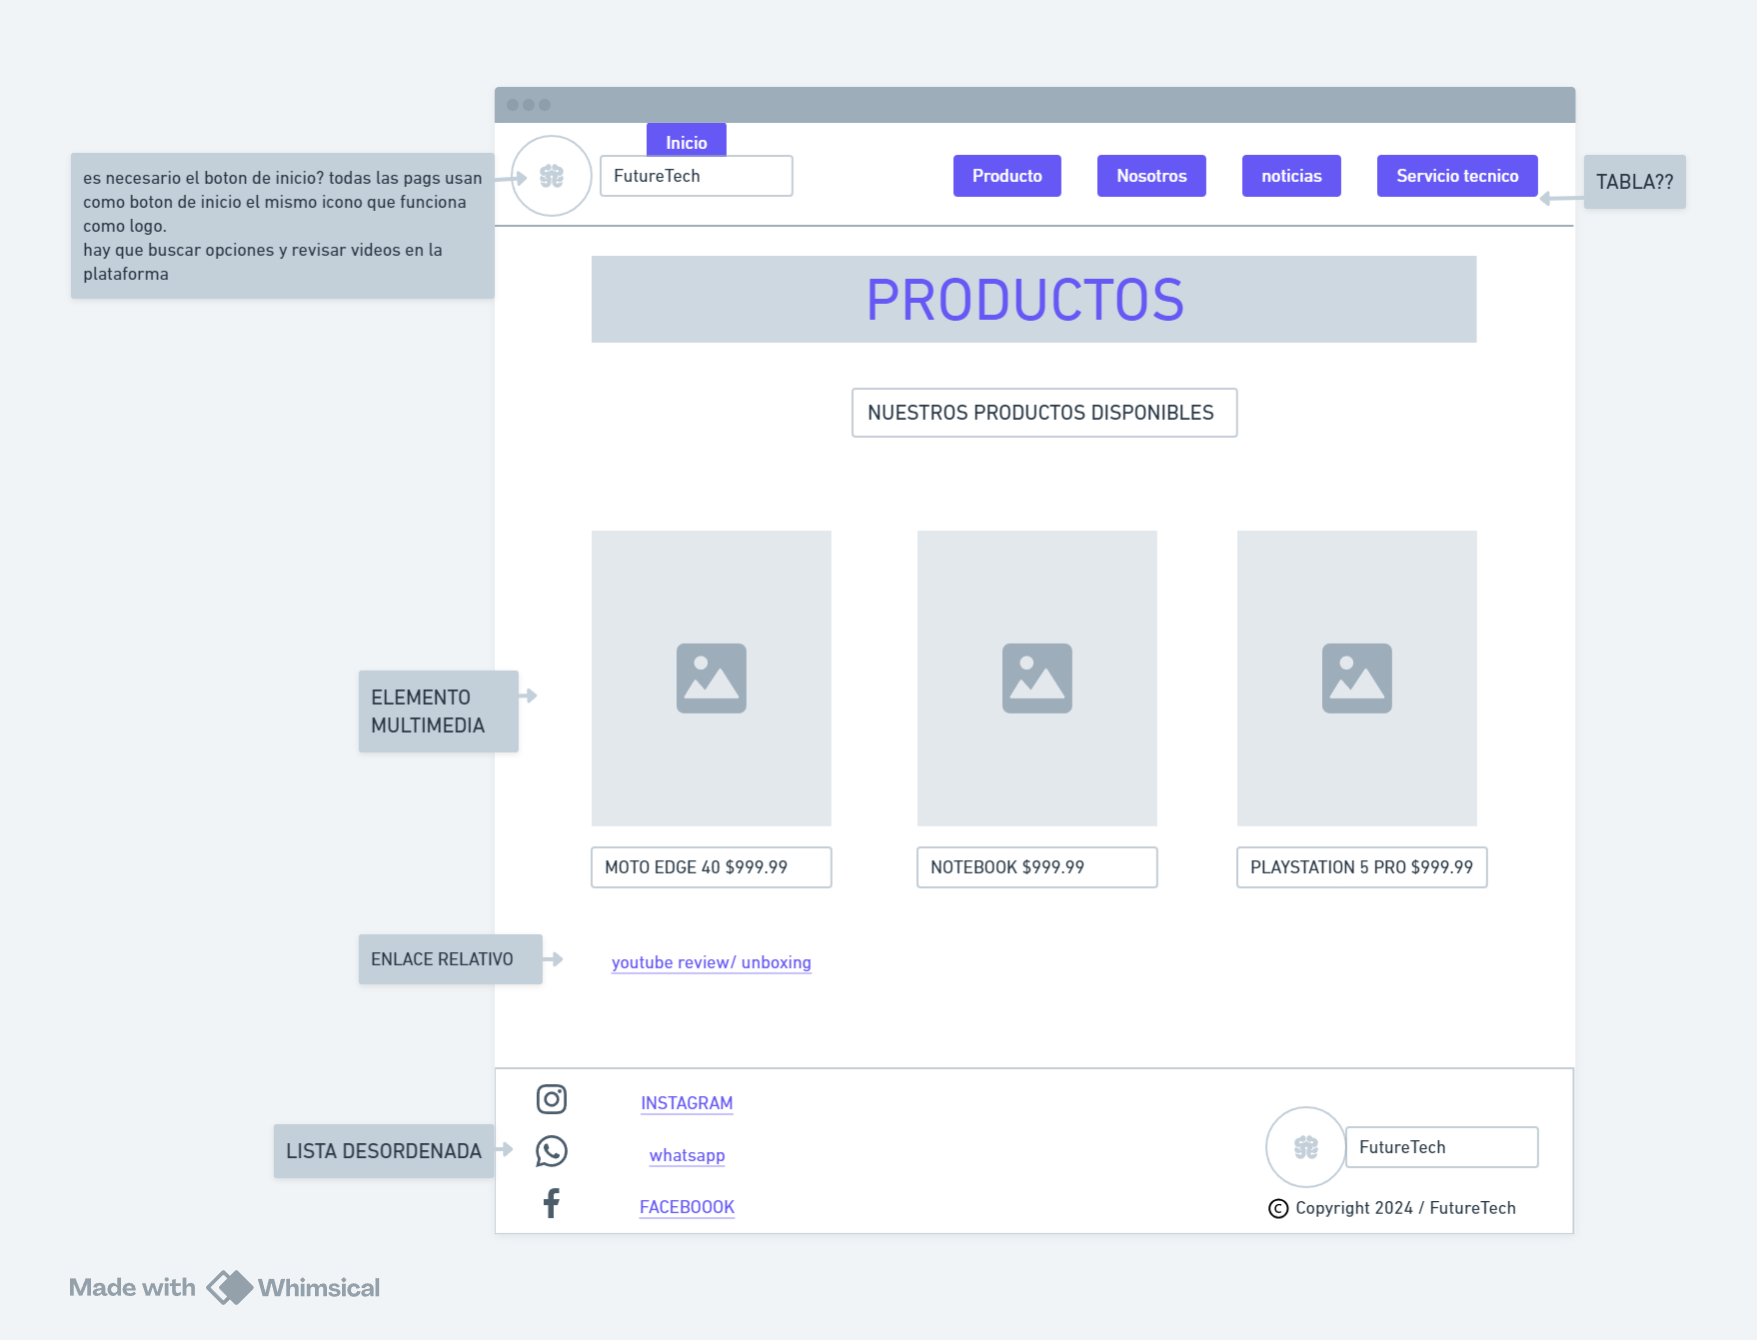 Inicio
es necesario el boton de inicio? todas las pags usan
como boton de inicio el mismo icono que funciona
como logo.
hay que buscar opciones y revisar videos en la
plataforma
FutureTech
Producto
Nosotros
noticias
Servicio tecnico
TABLA??
PRODUCTOS
NUESTROS PRODUCTOS DISPONIBLES
ELEMENTO
MULTIMEDIA
MOTO EDGE 40 $999.99
NOTEBOOK $999.99
PLAYSTATION 5 PRO $999.99
ENLACE RELATIVO
youtube review/ unboxing
LISTA DESORDENADA
INSTAGRAM
whatsapp
FACEBOOOK
FutureTech
© Copyright 2024 / FutureTech
Made with Whimsical